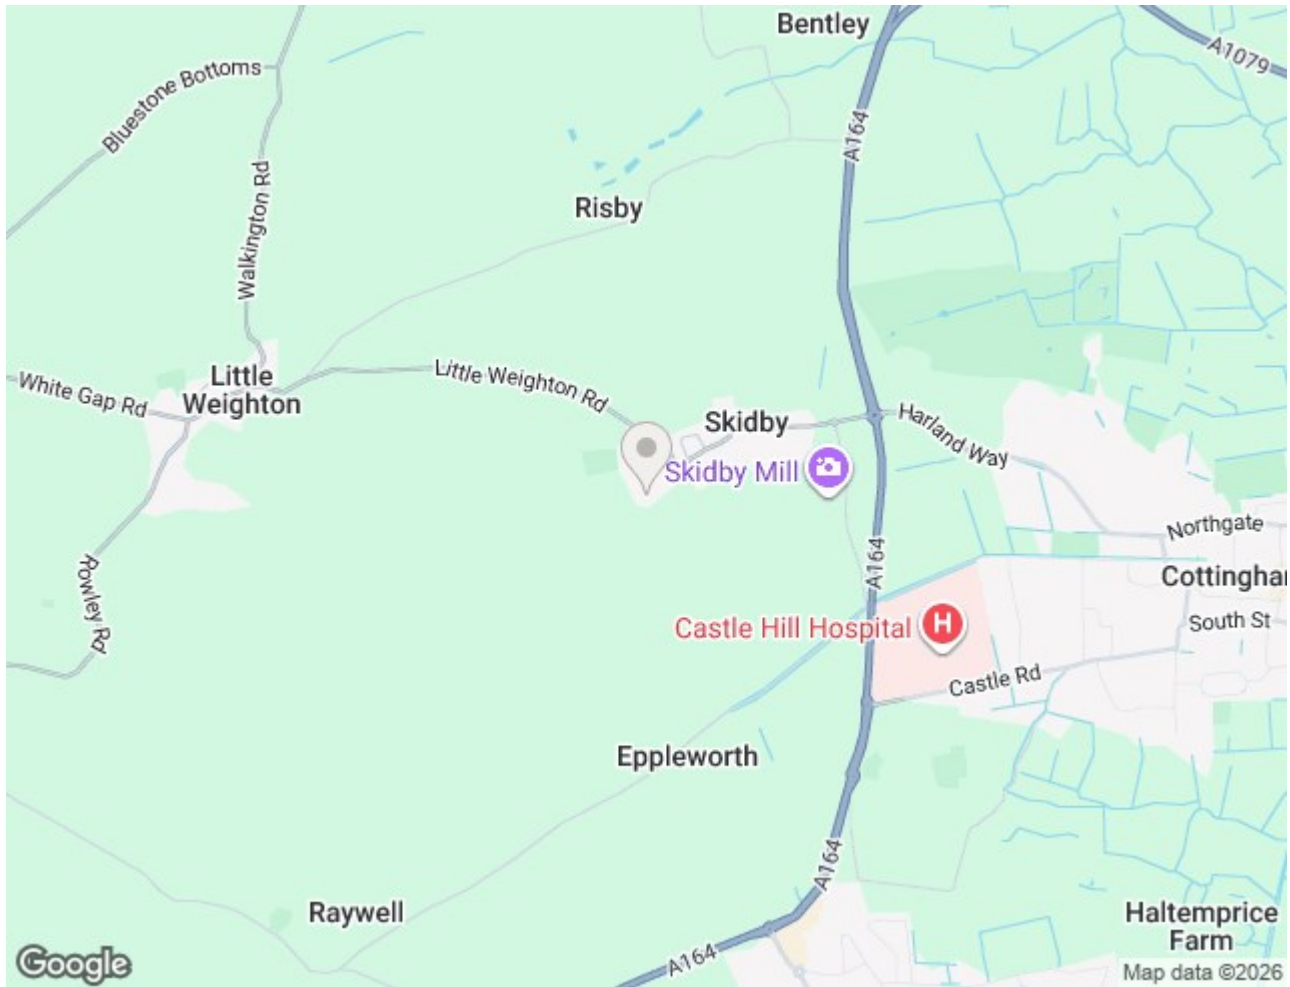 Bentley
A1079
Bluestone Bottoms
A164
Walkington Rd
Risby
Little
Weighton
White Gap Rd
Little Weighton Rd
Skidby
Harland Way
Skidby Mill
Northgate
A164
Cottinghar
Rowley Rd
South St
Castle Hill Hospital
H
Castle Rd
Eppleworth
A164
Raywell
Haltemprice
Farm
A164
Google
Map data ©2026